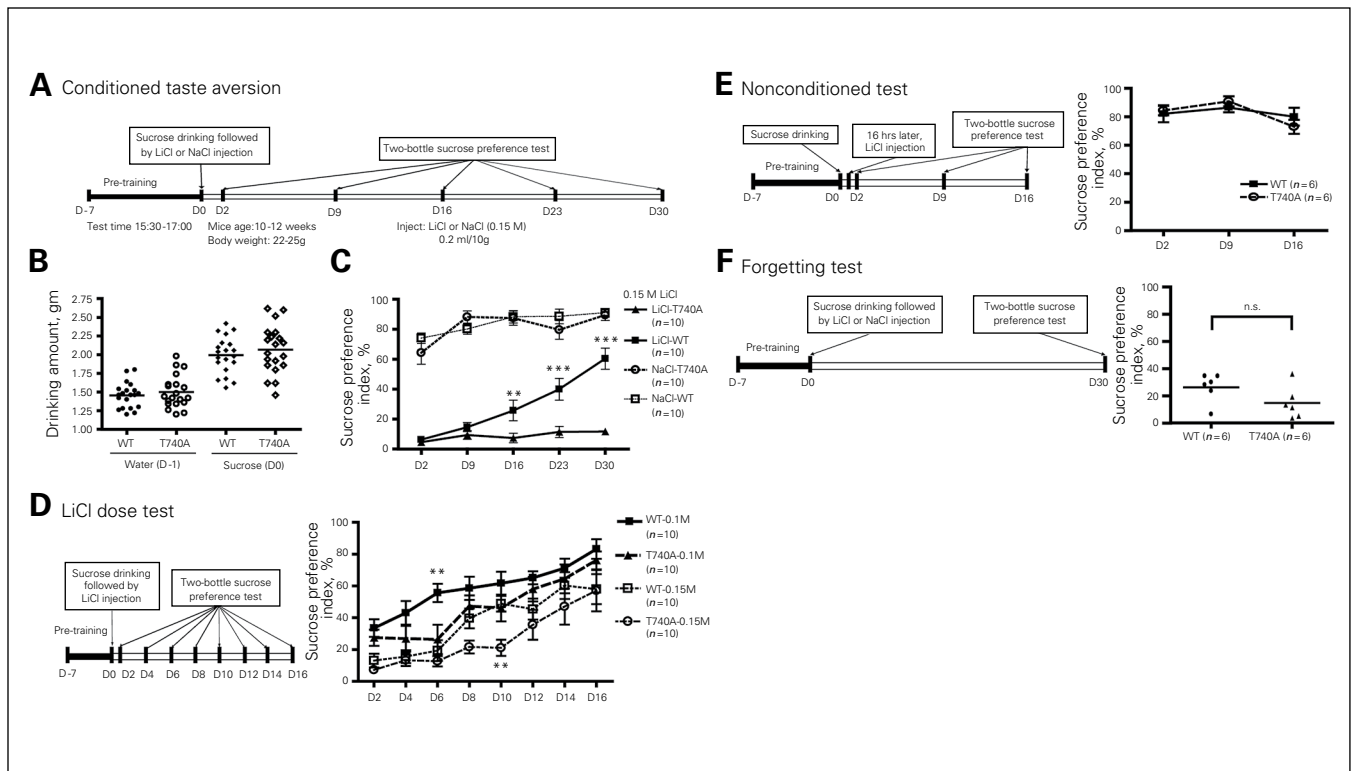 A Conditioned taste aversion
Sucrose drinking followed
by LiCl or NaCl injection
Two-bottle sucrose preference test
Pre-training
D-7
D0
D2
D9
D16
D23
D30
Test time 15:30-17:00
Mice age:10-12 weeks
Body weight: 22-25g
Inject: LiCl or NaCl (0.15 M)
0.2 ml/10g
B
Drinking amount, gm
2.75
2.50
2.25
2.00
1.75
1.50
1.25
1.00
WT T740A WT T740A
Water (D-1) Sucrose (D0)
C
Sucrose preference
index, %
100
80
60
40
20
0
D2 D9 D16 D23 D30
**
***
***
0.15 M LiCl
LiCl-T740A
(n=10)
LiCl-WT
(n=10)
NaCl-T740A
(n=10)
NaCl-WT
(n=10)
D LiCl dose test
Sucrose drinking
followed by
LiCl injection
Two-bottle sucrose
preference test
Pre-training
D-7
D0 D2 D4 D6 D8 D10 D12 D14 D16
Sucrose preference
index, %
100
80
60
40
20
0
D2 D4 D6 D8 D10 D12 D14 D16
**
**
WT-0.1M
(n=10)
T740A-0.1M
(n=10)
WT-0.15M
(n=10)
T740A-0.15M
(n=10)
E Nonconditioned test
Sucrose drinking
16 hrs later,
LiCl injection
Two-bottle sucrose
preference test
Pre-training
D-7
D0 D2
D9
D16
Sucrose preference
index, %
100
80
60
40
20
0
D2 D9 D16
WT (n=6)
T740A (n=6)
F Forgetting test
Sucrose drinking followed
by LiCl or NaCl injection
Two-bottle sucrose
preference test
Pre-training
D-7
D0
D30
Sucrose preference
index, %
100
80
60
40
20
0
n.s.
WT (n=6) T740A (n=6)